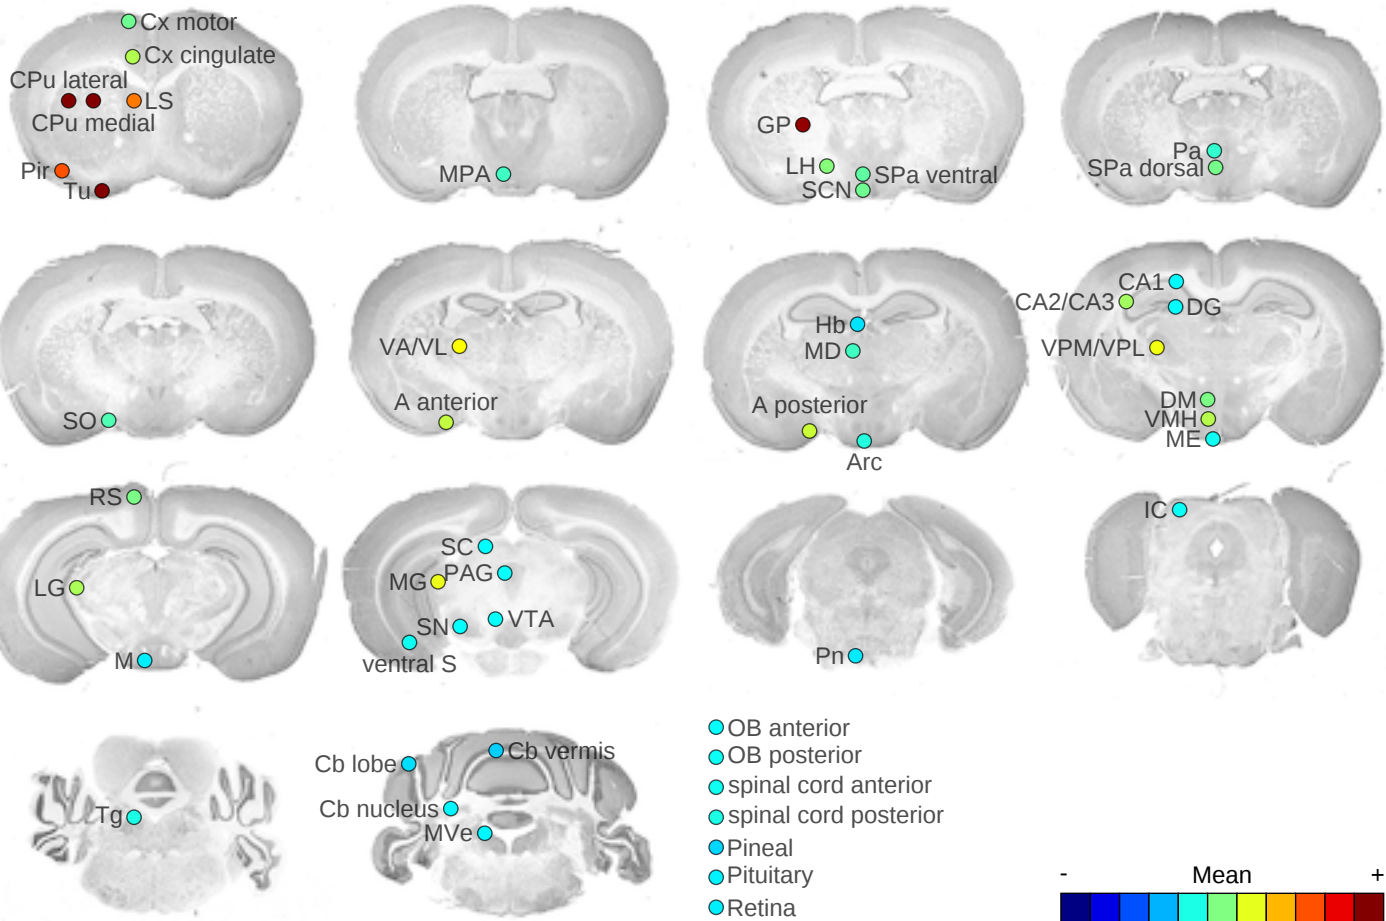 Cx motor
Cx cingulate
CPu lateral
LS
CPu medial
Pir
Tu
MPA
GP
LH
SPa ventral
SCN
Pa
SPa dorsal
SO
VA/VL
A anterior
Hb
MD
A posterior
Arc
CA1
CA2/CA3
DG
VPM/VPL
DM
VMH
ME
RS
LG
M
SC
MG
PAG
SN
VTA
ventral S
Pn
IC
Tg
Cb lobe
Cb vermis
Cb nucleus
MVe
OB anterior
OB posterior
spinal cord anterior
spinal cord posterior
Pineal
Pituitary
Retina
- Mean +